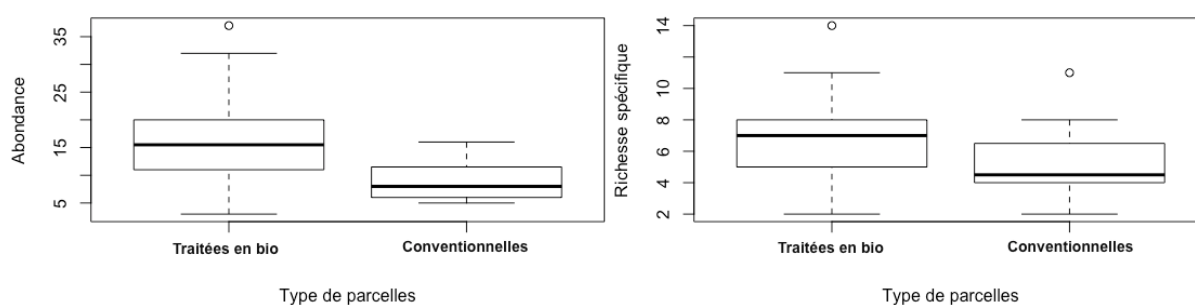 Abondance
35
25
15
5
Traitées en bio
Conventionnelles
Type de parcelles
Richesse spécifique
14
10
8
6
4
2
Traitées en bio
Conventionnelles
Type de parcelles